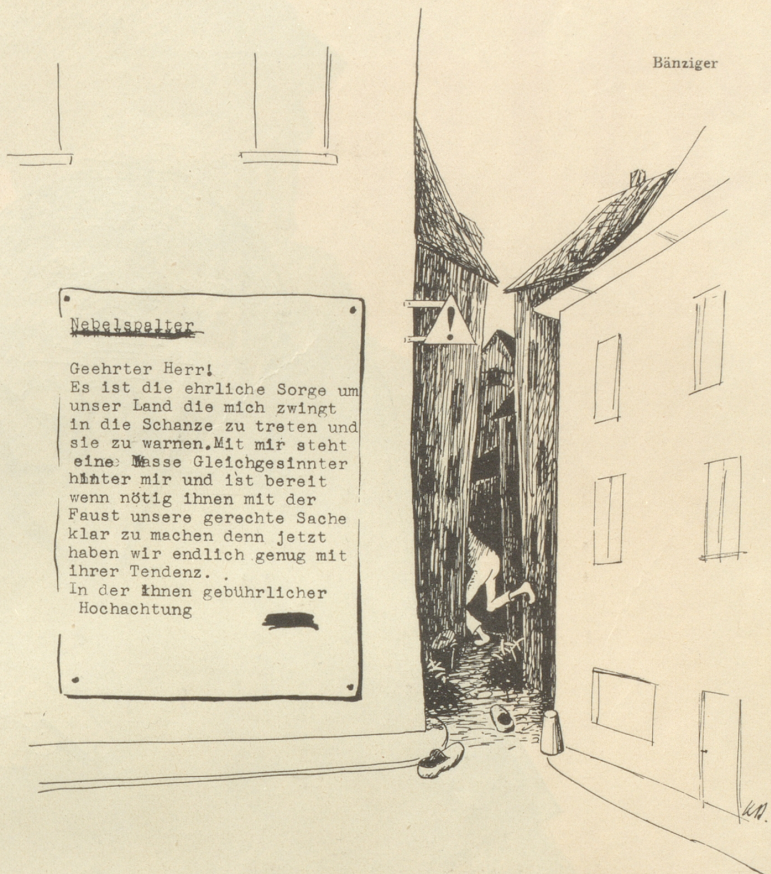 Bänziger
Nebelspalter
Geehrter Herr!
Es ist die ehrliche Sorge um
unser Land die mich zwingt
in die Schanze zu treten und
sie zu warnen.Mit mir steht
eine Masse Gleichgesinnter
hinter mir und ist bereit
wenn nötig ihnen mit der
Faust unsere gerechte Sache
klar zu machen denn jetzt
haben wir endlich genug mit
ihrer Tendenz.
In der ihnen gebührlicher
Hochachtung
!